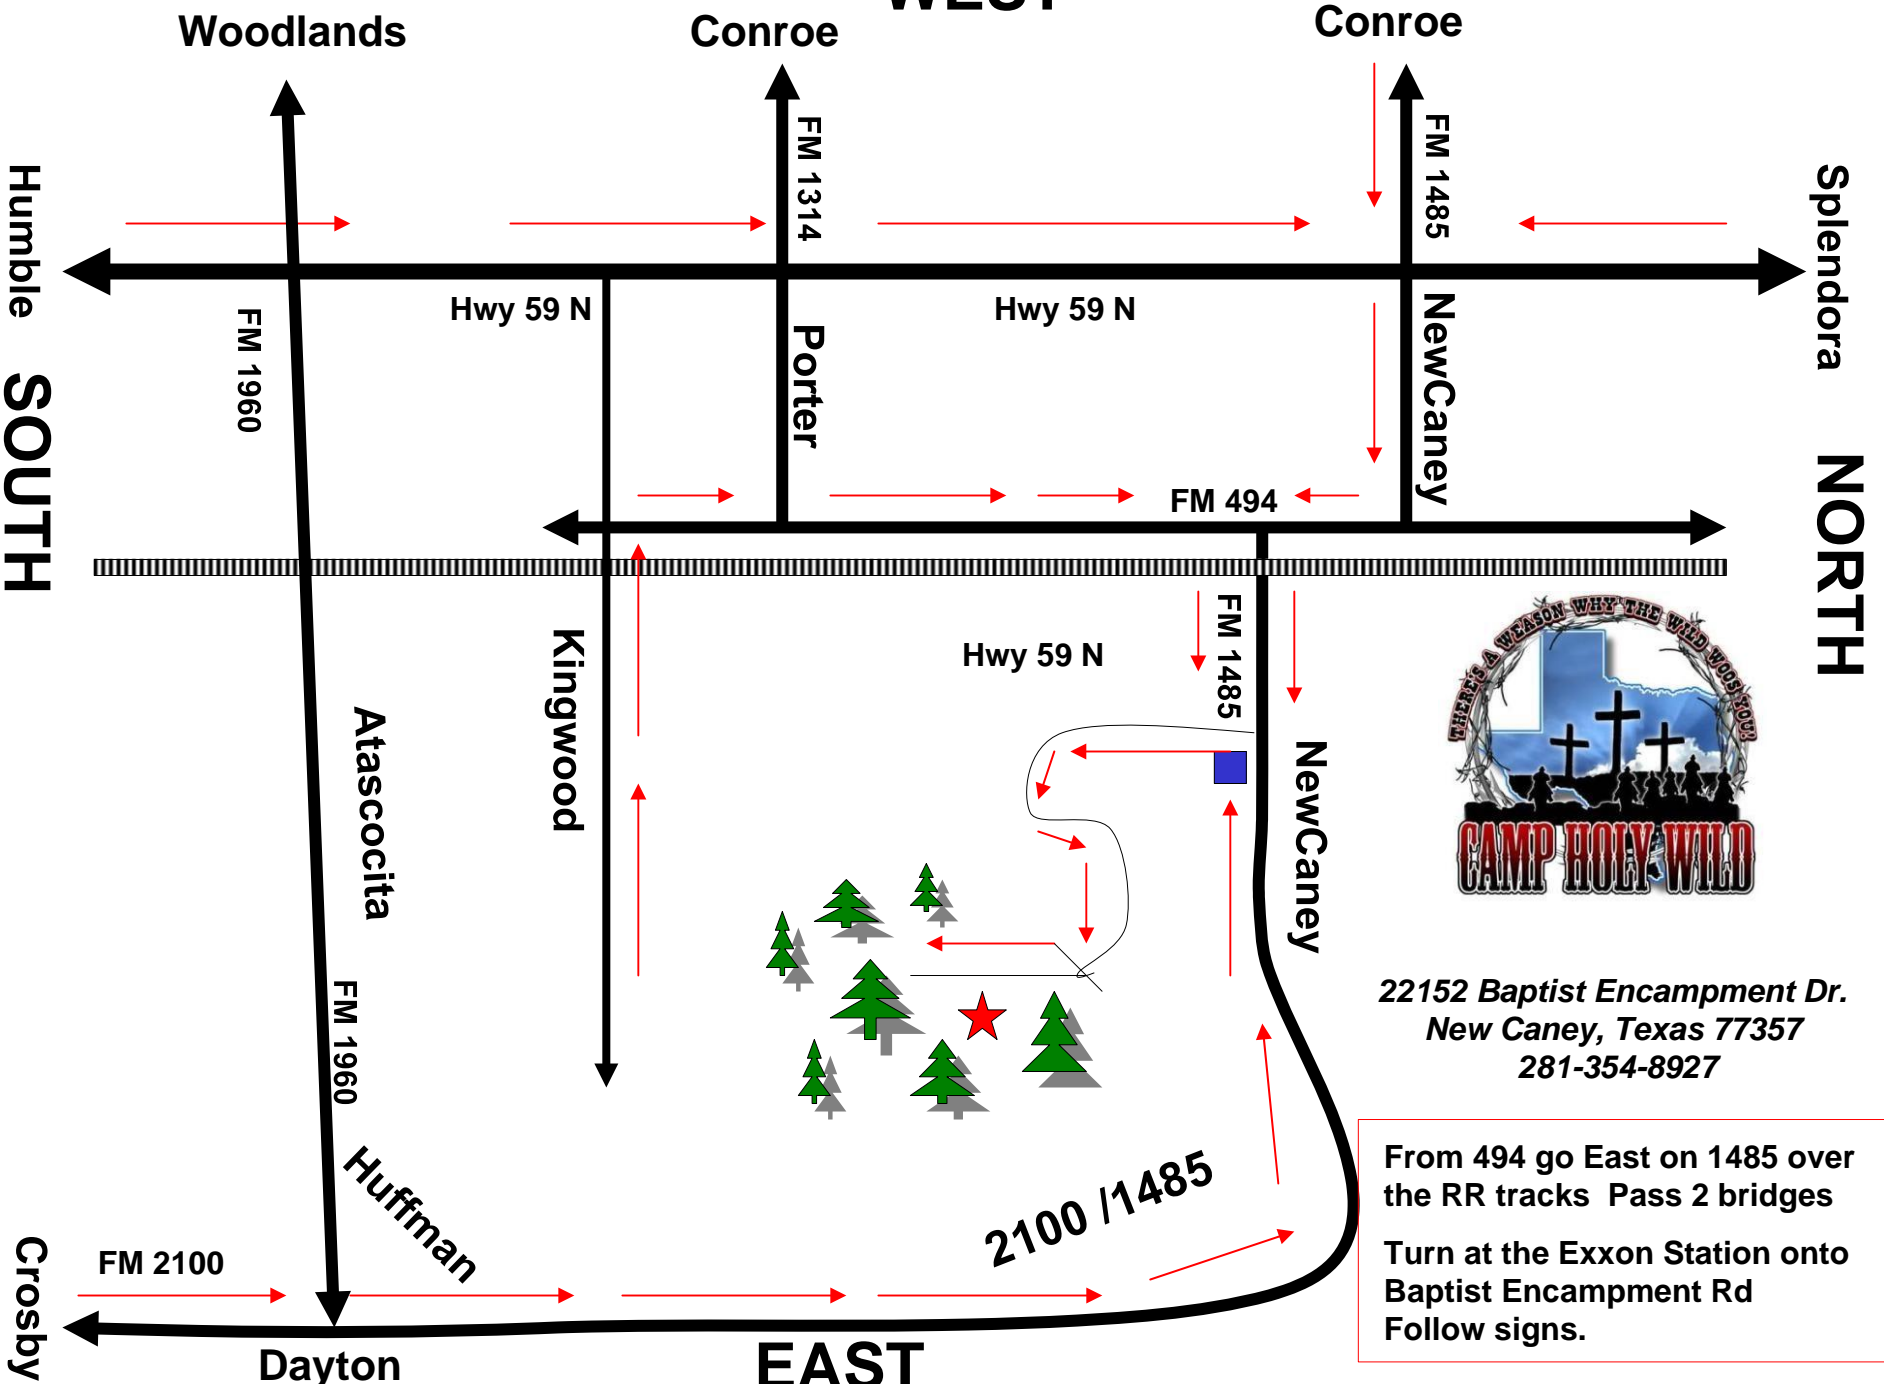 WEST
Woodlands
Conroe
Conroe
FM 1314
FM 1485
Humble
Splendora
Hwy 59 N
Hwy 59 N
FM 1960
Porter
NewCaney
SOUTH
NORTH
FM 494
FM 1485
Hwy 59 N
Kingwood
Atascocita
NewCaney
THERE'S A WEASON WHY THE WILD WOOS YOU!
CAMP HOLY WILD
22152 Baptist Encampment Dr.
New Caney, Texas 77357
281-354-8927
FM 1960
Huffman
2100 /1485
From 494 go East on 1485 over
the RR tracks  Pass 2 bridges
Turn at the Exxon Station onto
Baptist Encampment Rd
Follow signs.
FM 2100
Crosby
Dayton
EAST